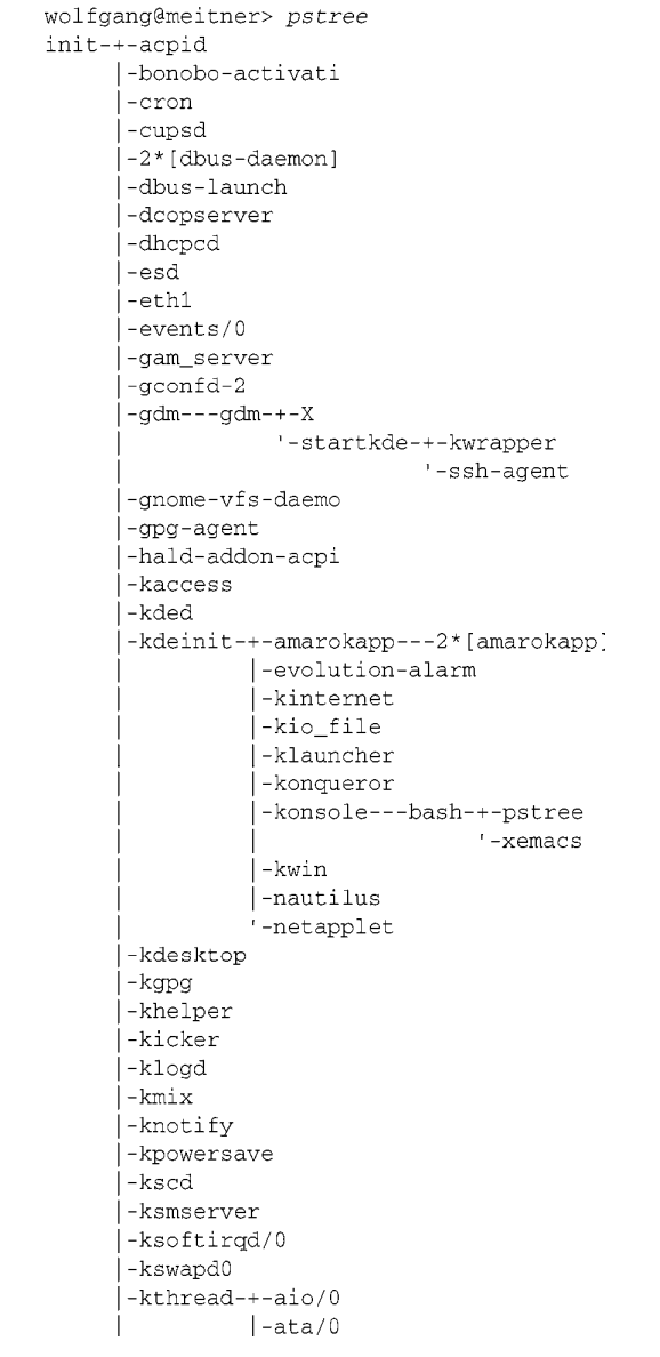 wolfgang@meitner> pstree
init-+-acpid
     |-bonobo-activati
     |-cron
     |-cupsd
     |-2*[dbus-daemon]
     |-dbus-launch
     |-dcopserver
     |-dhcpcd
     |-esd
     |-eth1
     |-events/0
     |-gam_server
     |-gconfd-2
     |-gdm---gdm-+-X
     |           '-startkde-+-kwrapper
     |                      '-ssh-agent
     |-gnome-vfs-daemo
     |-gpg-agent
     |-hald-addon-acpi
     |-kaccess
     |-kded
     |-kdeinit-+-amarokapp---2*[amarokapp]
     |         |-evolution-alarm
     |         |-kinternet
     |         |-kio_file
     |         |-klauncher
     |         |-konqueror
     |         |-konsole---bash-+-pstree
     |         |                '-xemacs
     |         |-kwin
     |         |-nautilus
     |         '-netapplet
     |-kdesktop
     |-kgpg
     |-khelper
     |-kicker
     |-klogd
     |-kmix
     |-knotify
     |-kpowersave
     |-kscd
     |-ksmserver
     |-ksoftirqd/0
     |-kswapd0
     |-kthread-+-aio/0
     |         |-ata/0